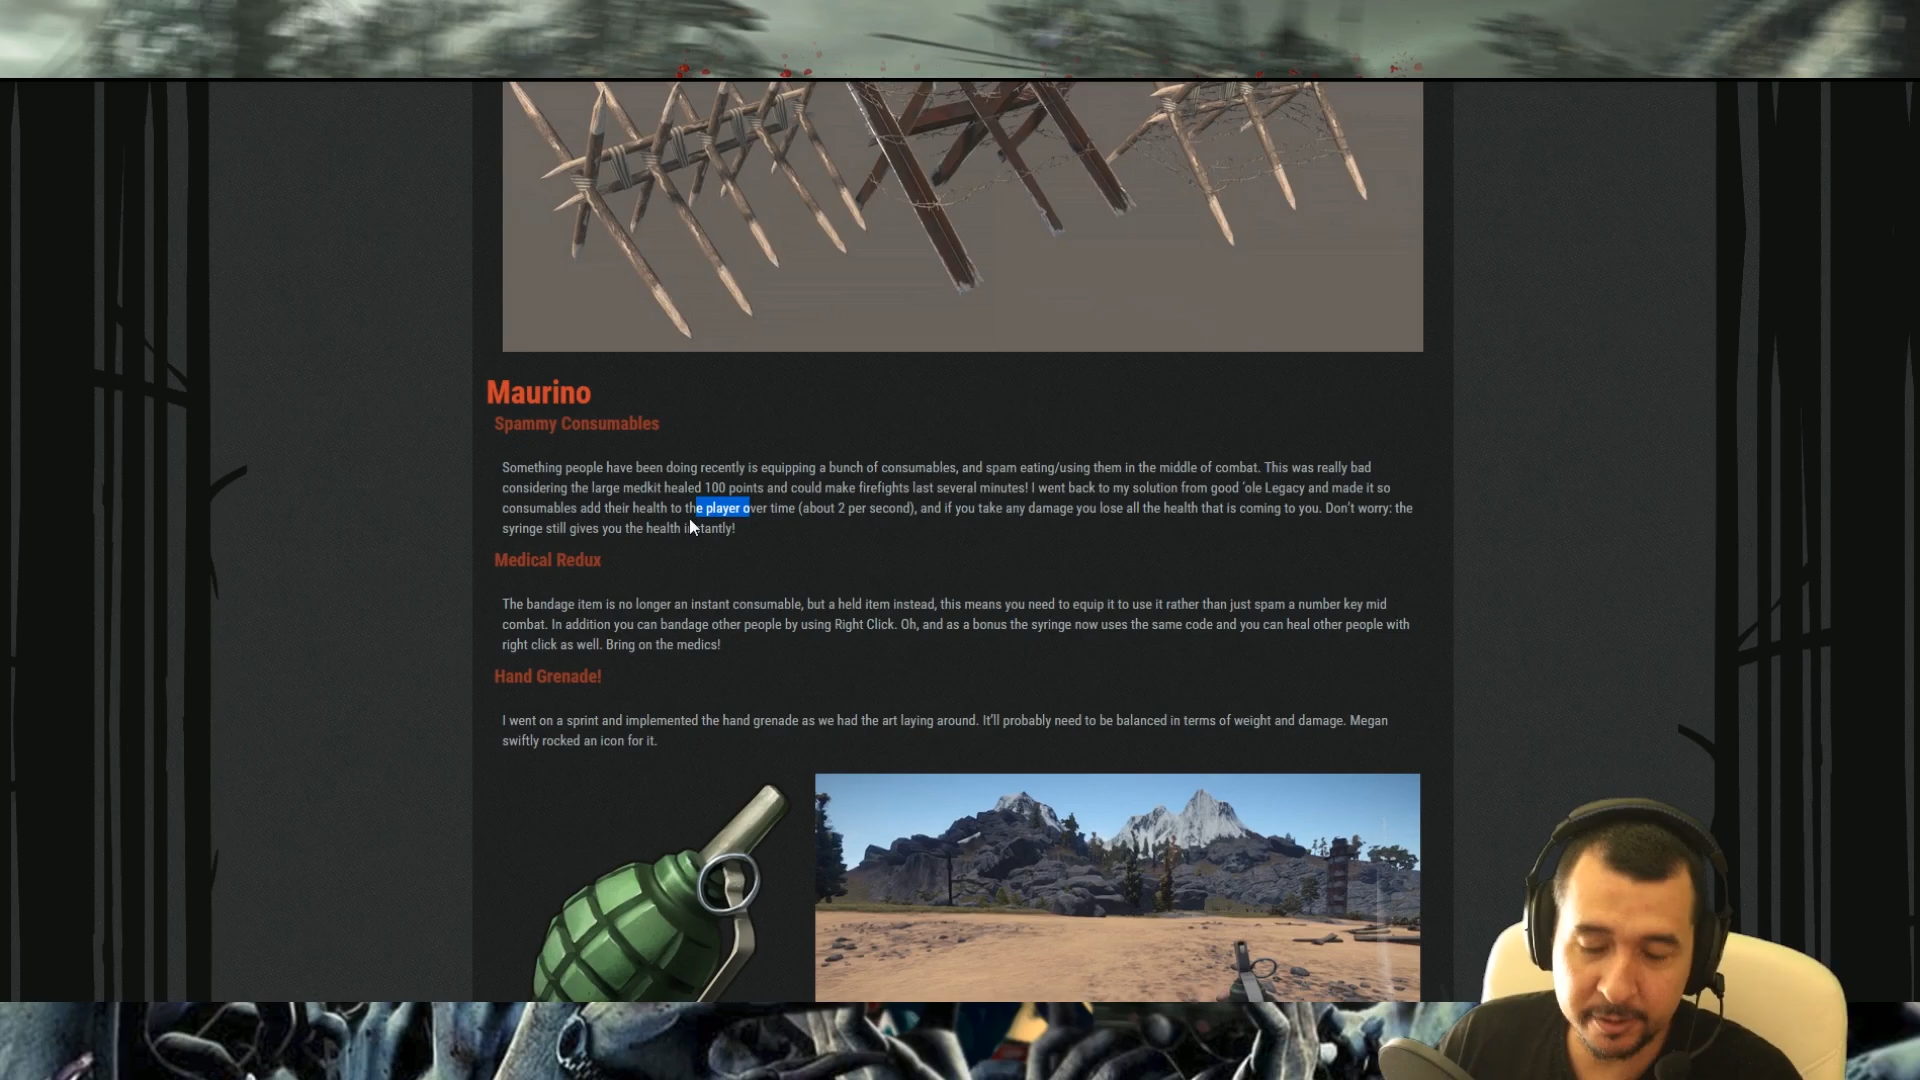 Maurino
Spammy Consumables
Something people have been doing recently is equipping a bunch of consumables, and spam eating/using them in the middle of combat. This was really bad
considering the large medkit healed 100 points and could make firefights last several minutes! I went back to my solution from good ‘ole Legacy and made it so
consumables add their health to the player over time (about 2 per second), and if you take any damage you lose all the health that is coming to you. Don’t worry: the
syringe still gives you the health instantly!
Medical Redux
The bandage item is no longer an instant consumable, but a held item instead, this means you need to equip it to use it rather than just spam a number key mid
combat. In addition you can bandage other people by using Right Click. Oh, and as a bonus the syringe now uses the same code and you can heal other people with
right click as well. Bring on the medics!
Hand Grenade!
I went on a sprint and implemented the hand grenade as we had the art laying around. It’ll probably need to be balanced in terms of weight and damage. Megan
swiftly rocked an icon for it.